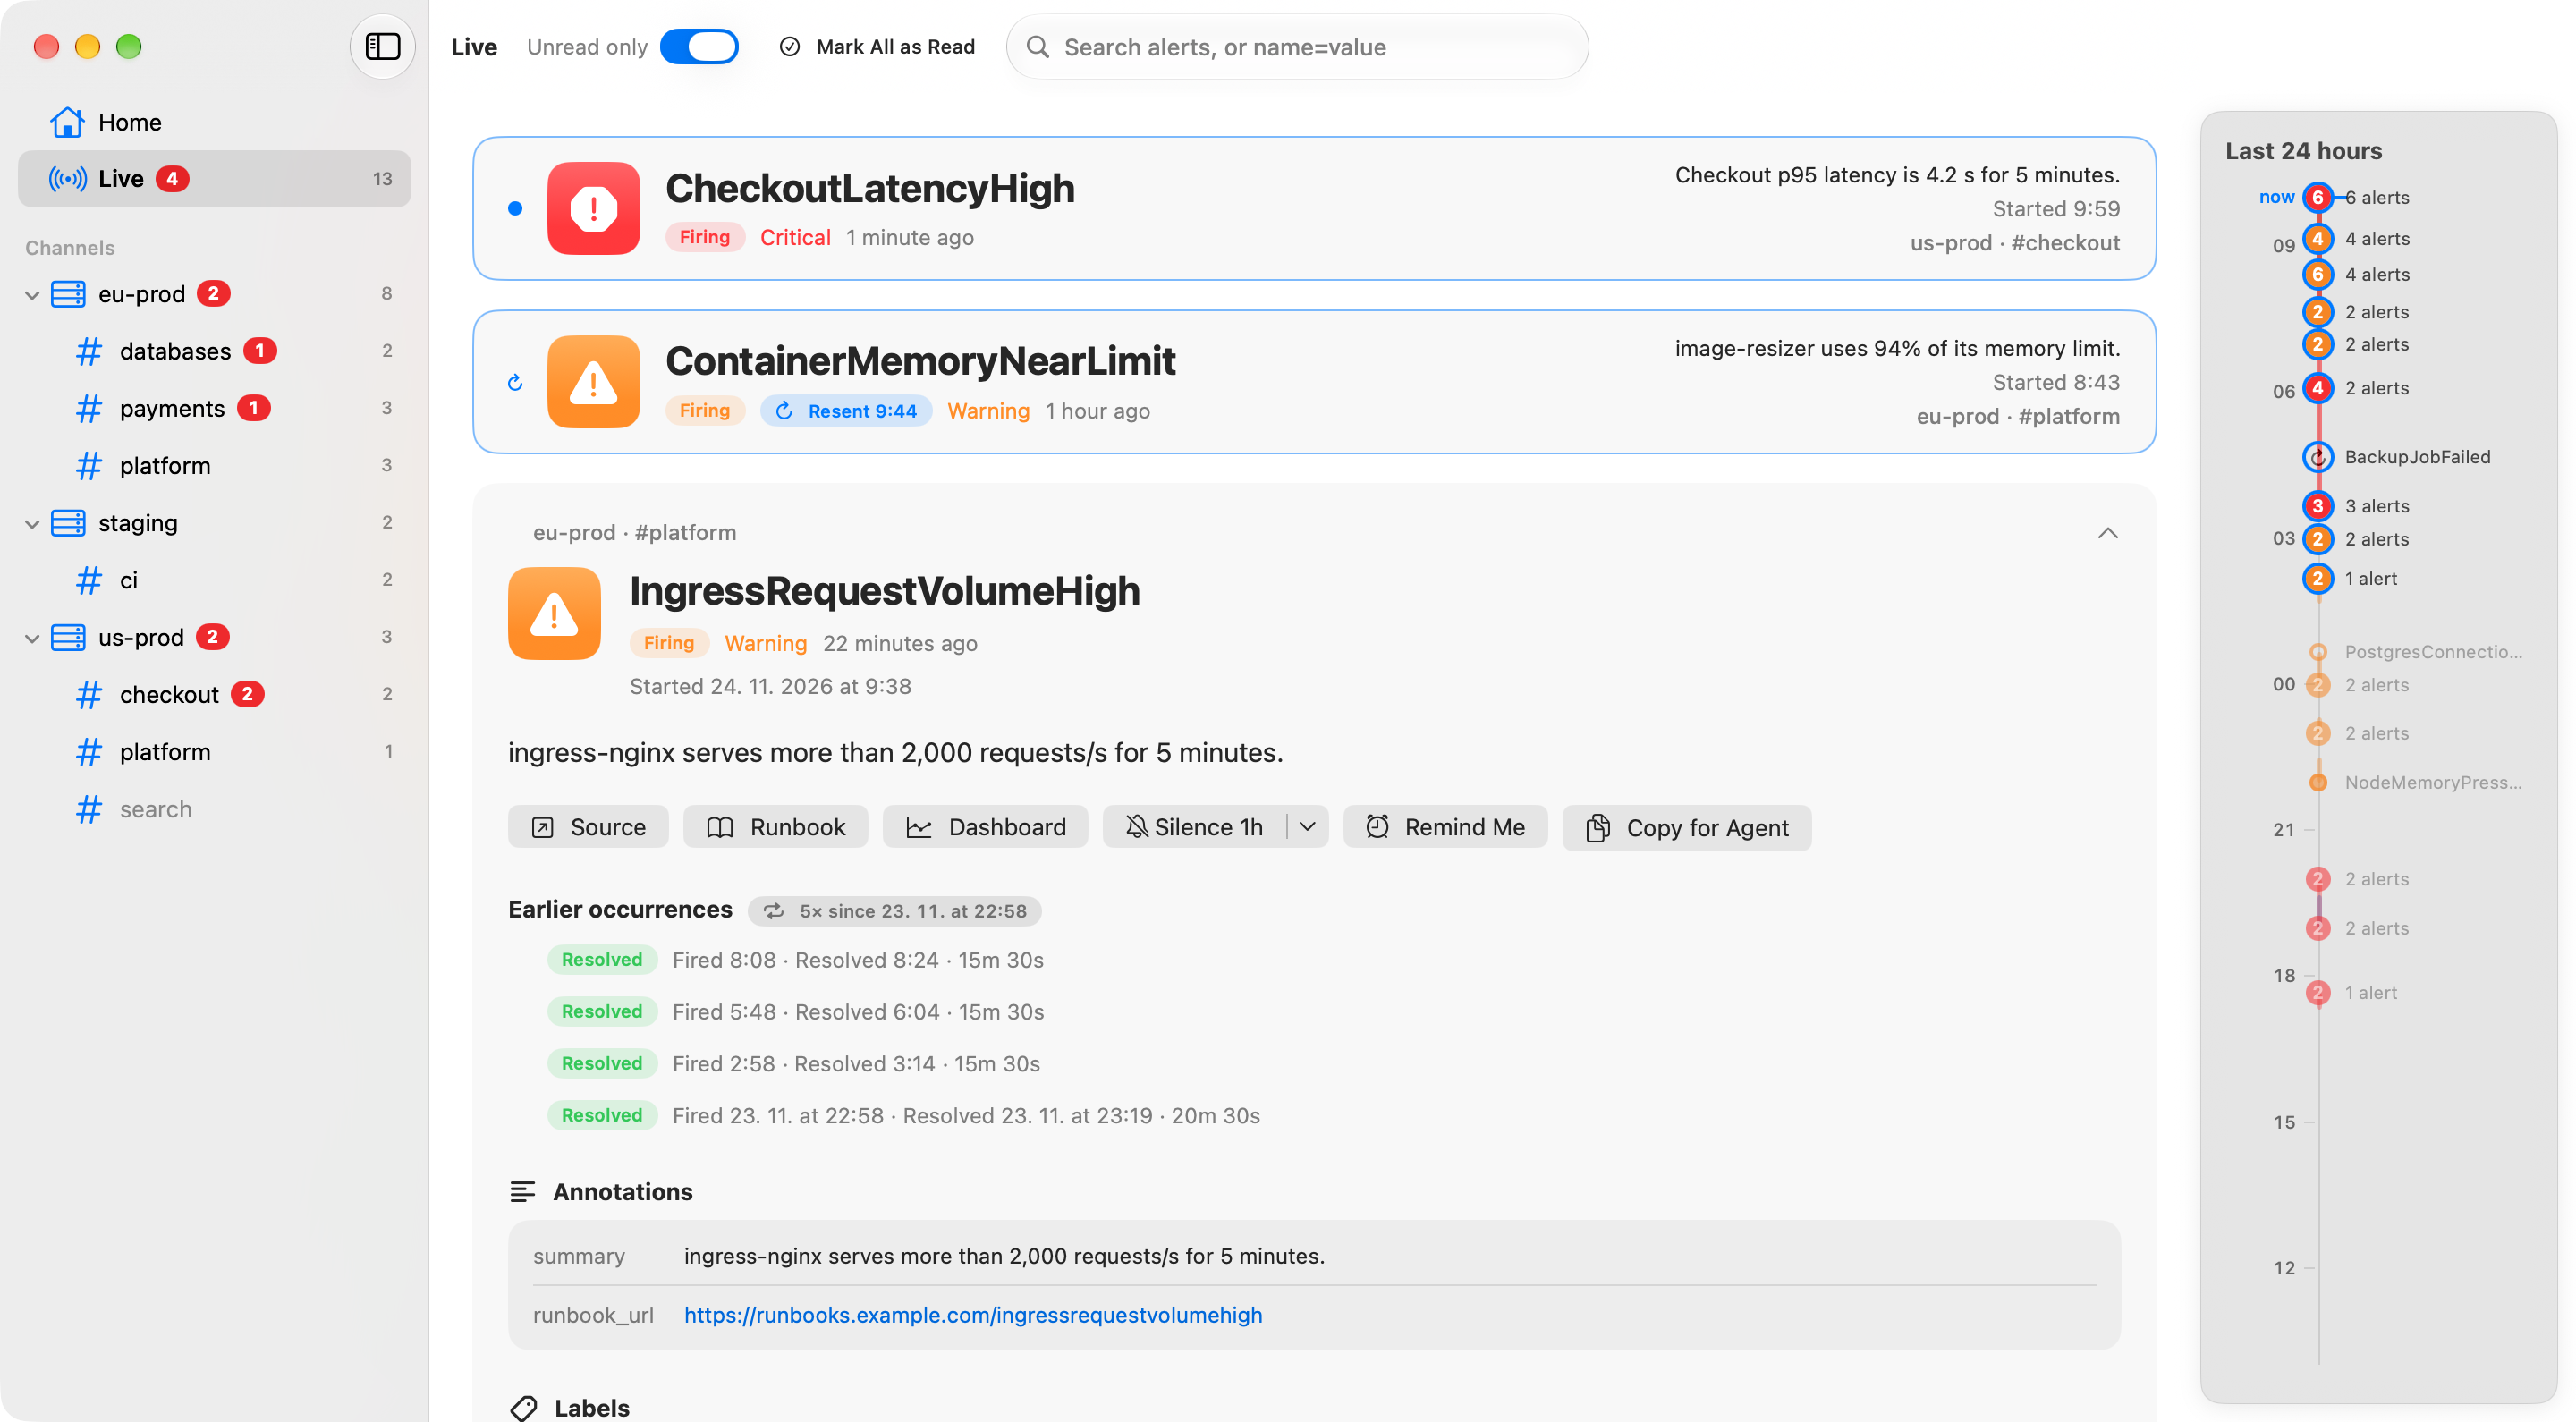 Home
Live 4 13
Channels
eu-prod 2 8
databases 1 2
payments 1 3
platform 3
staging 2
ci 2
us-prod 2 3
checkout 2 2
platform 1
search
Live Unread only Mark All as Read Search alerts, or name=value
CheckoutLatencyHigh
Firing Critical 1 minute ago
Checkout p95 latency is 4.2 s for 5 minutes.
Started 9:59
us-prod · #checkout
ContainerMemoryNearLimit
Firing Resent 9:44 Warning 1 hour ago
image-resizer uses 94% of its memory limit.
Started 8:43
eu-prod · #platform
eu-prod · #platform
IngressRequestVolumeHigh
Firing Warning 22 minutes ago
Started 24. 11. 2026 at 9:38
ingress-nginx serves more than 2,000 requests/s for 5 minutes.
Source Runbook Dashboard Silence 1h Remind Me Copy for Agent
Earlier occurrences 5× since 23. 11. at 22:58
Resolved Fired 8:08 · Resolved 8:24 · 15m 30s
Resolved Fired 5:48 · Resolved 6:04 · 15m 30s
Resolved Fired 2:58 · Resolved 3:14 · 15m 30s
Resolved Fired 23. 11. at 22:58 · Resolved 23. 11. at 23:19 · 20m 30s
Annotations
summary ingress-nginx serves more than 2,000 requests/s for 5 minutes.
runbook_url https://runbooks.example.com/ingressrequestvolumehigh
Labels
Last 24 hours
now 6 6 alerts
09 4 4 alerts
6 4 alerts
2 2 alerts
2 2 alerts
06 4 2 alerts
BackupJobFailed
3 3 alerts
03 2 2 alerts
2 1 alert
PostgresConnectio...
00 2 2 alerts
2 2 alerts
NodeMemoryPress...
21
2 2 alerts
2 2 alerts
18
2 1 alert
15
12